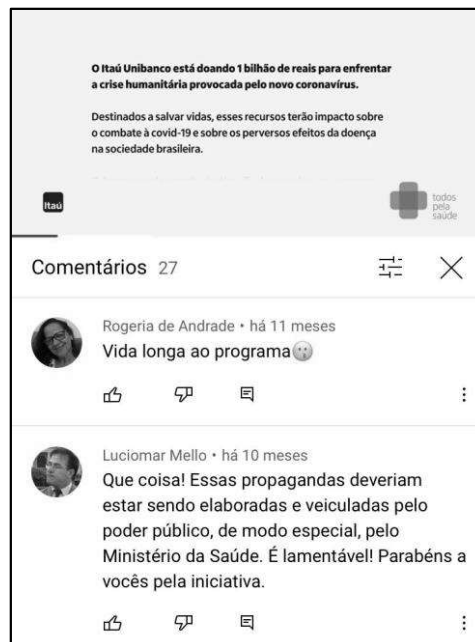 O Itaú Unibanco está doando 1 bilhão de reais para enfrentar
a crise humanitária provocada pelo novo coronavírus.
Destinados a salvar vidas, esses recursos terão impacto sobre
o combate à covid-19 e sobre os perversos efeitos da doença
na sociedade brasileira.
Itaú
todos
pela
saúde
Comentários 27
Rogeria de Andrade • há 11 meses
Vida longa ao programa
Luciomar Mello • há 10 meses
Que coisa! Essas propagandas deveriam
estar sendo elaboradas e veiculadas pelo
poder público, de modo especial, pelo
Ministério da Saúde. É lamentável! Parabéns a
vocês pela iniciativa.